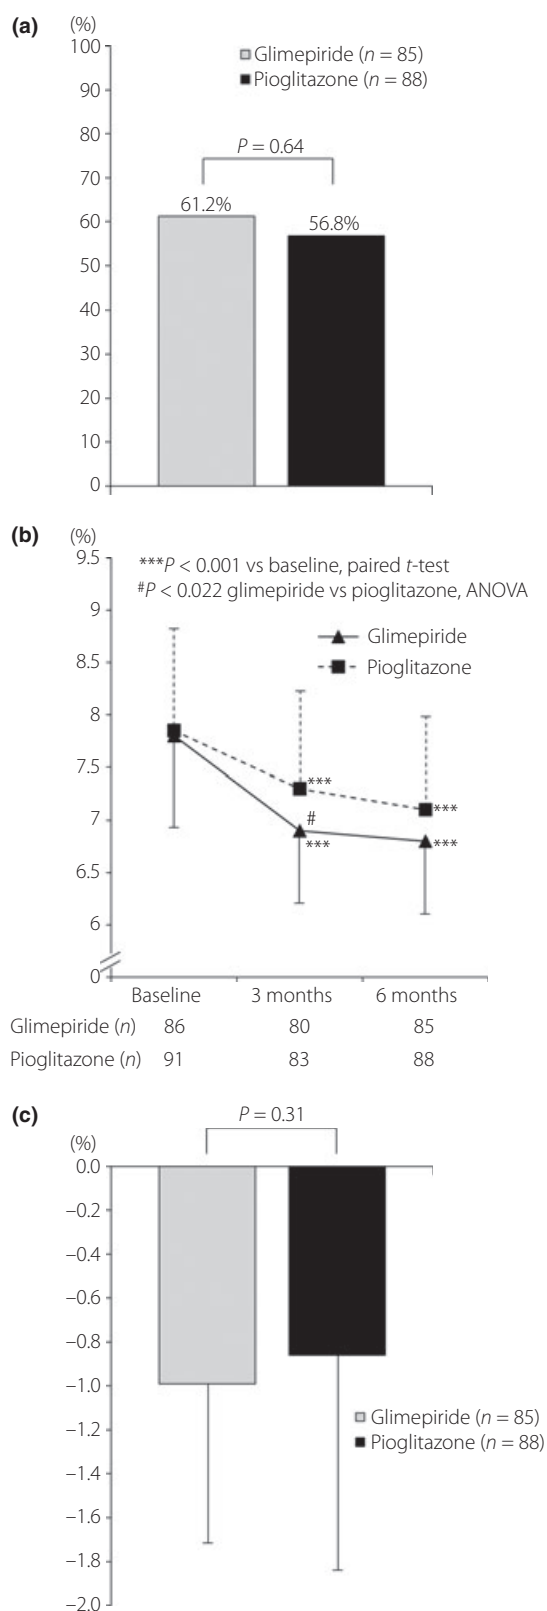 (a)
(%)
100
90
80
70
60
50
40
30
20
10
0
Glimepiride (n = 85)
Pioglitazone (n = 88)
P = 0.64
61.2%
56.8%
(b)
(%)
9.5
9
8.5
8
7.5
7
6.5
6
0
***P < 0.001 vs baseline, paired t-test
#P < 0.022 glimepiride vs pioglitazone, ANOVA
Glimepiride
Pioglitazone
***
#
***
***
***
Baseline 3 months 6 months
Glimepiride (n) 86 80 85
Pioglitazone (n) 91 83 88
(c)
P = 0.31
(%)
0.0
−0.2
−0.4
−0.6
−0.8
−1.0
−1.2
−1.4
−1.6
−1.8
−2.0
Glimepiride (n = 85)
Pioglitazone (n = 88)